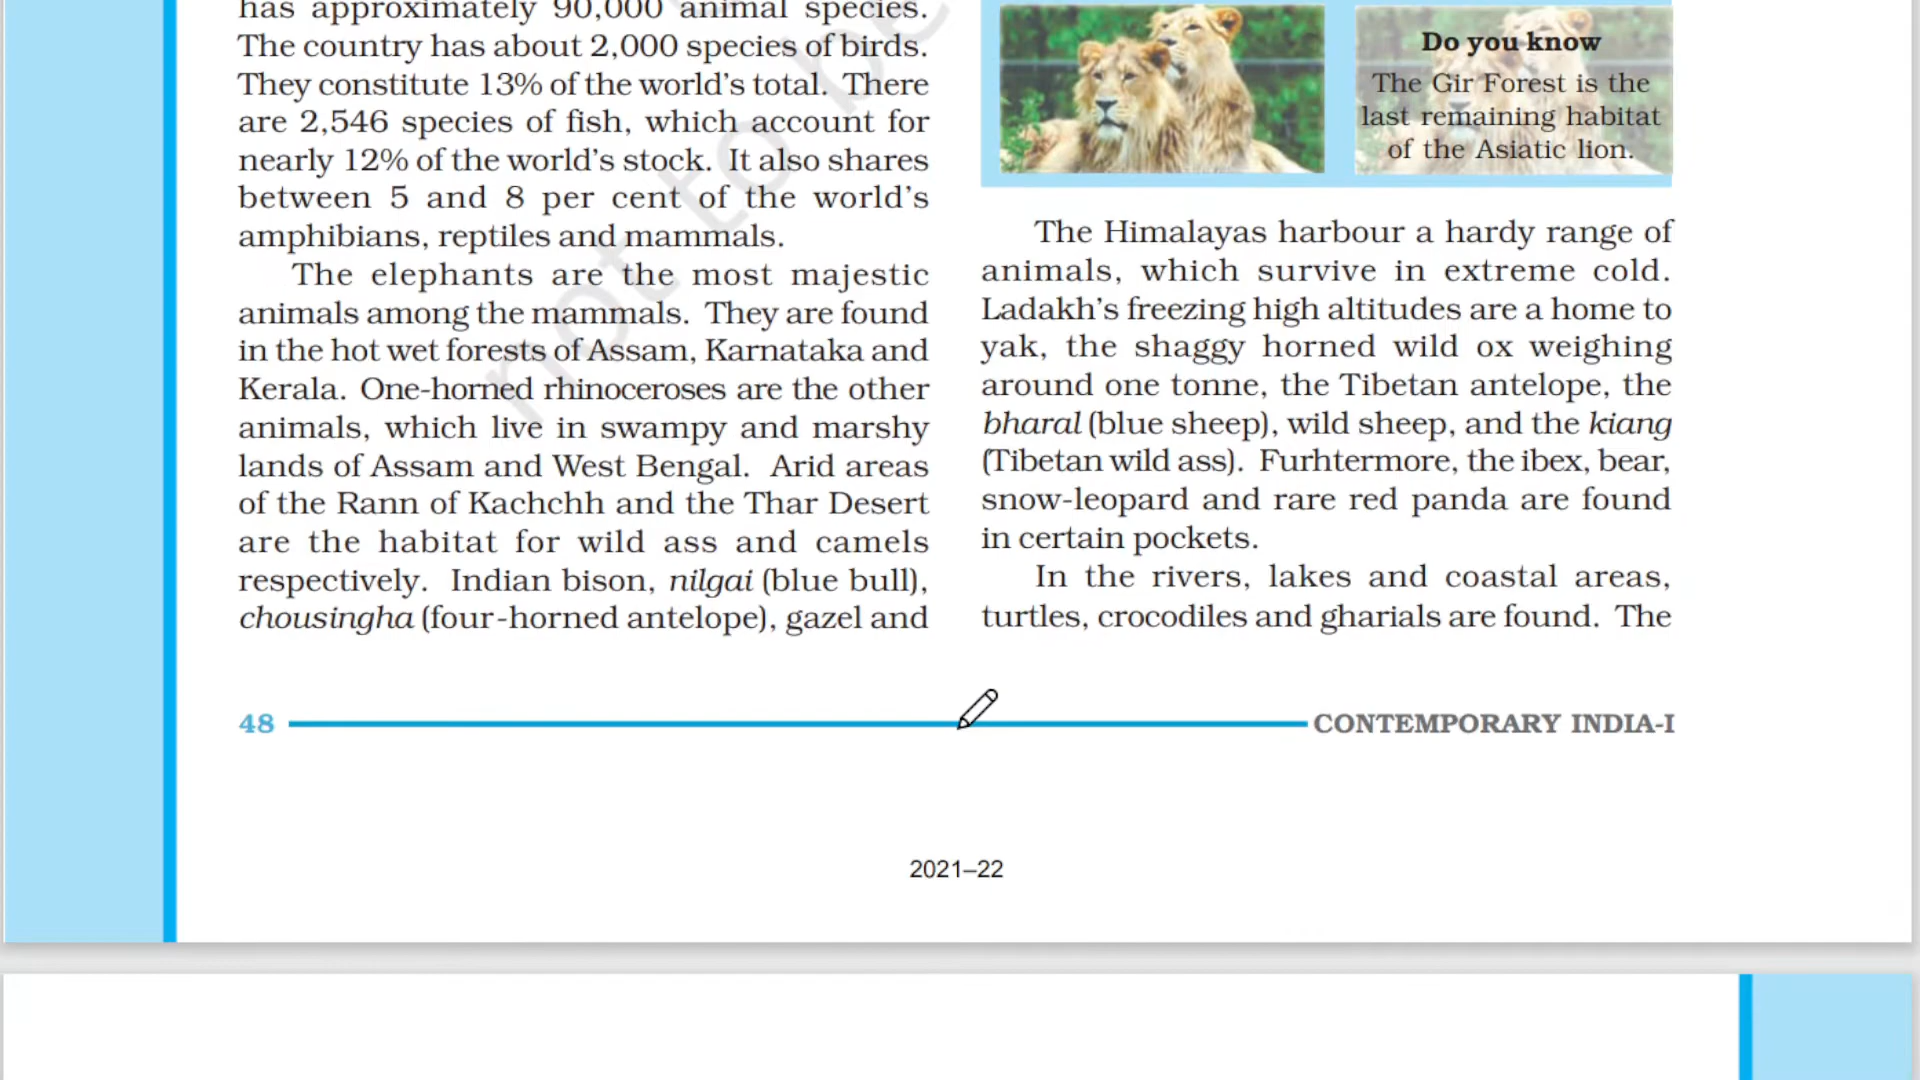 has approximately 90,000 animal species.
The country has about 2,000 species of birds.
They constitute 13% of the world's total. There
are 2,546 species of fish, which account for
nearly 12% of the world's stock. It also shares
between 5 and 8 per cent of the world's
amphibians, reptiles and mammals.
The elephants are the most majestic
animals among the mammals. They are found
in the hot wet forests of Assam, Karnataka and
Kerala. One-horned rhinoceroses are the other
animals, which live in swampy and marshy
lands of Assam and West Bengal. Arid areas
of the Rann of Kachchh and the Thar Desert
are the habitat for wild ass and camels
respectively. Indian bison, nilgai (blue bull),
chousingha (four-horned antelope), gazel and
not to be
Do you know
The Gir Forest is the
last remaining habitat
of the Asiatic lion.
The Himalayas harbour a hardy range of
animals, which survive in extreme cold.
Ladakh's freezing high altitudes are a home to
yak, the shaggy horned wild ox weighing
around one tonne, the Tibetan antelope, the
bharal (blue sheep), wild sheep, and the kiang
(Tibetan wild ass). Furhtermore, the ibex, bear,
snow-leopard and rare red panda are found
in certain pockets.
In the rivers, lakes and coastal areas,
turtles, crocodiles and gharials are found. The
48
CONTEMPORARY INDIA-I
2021–22